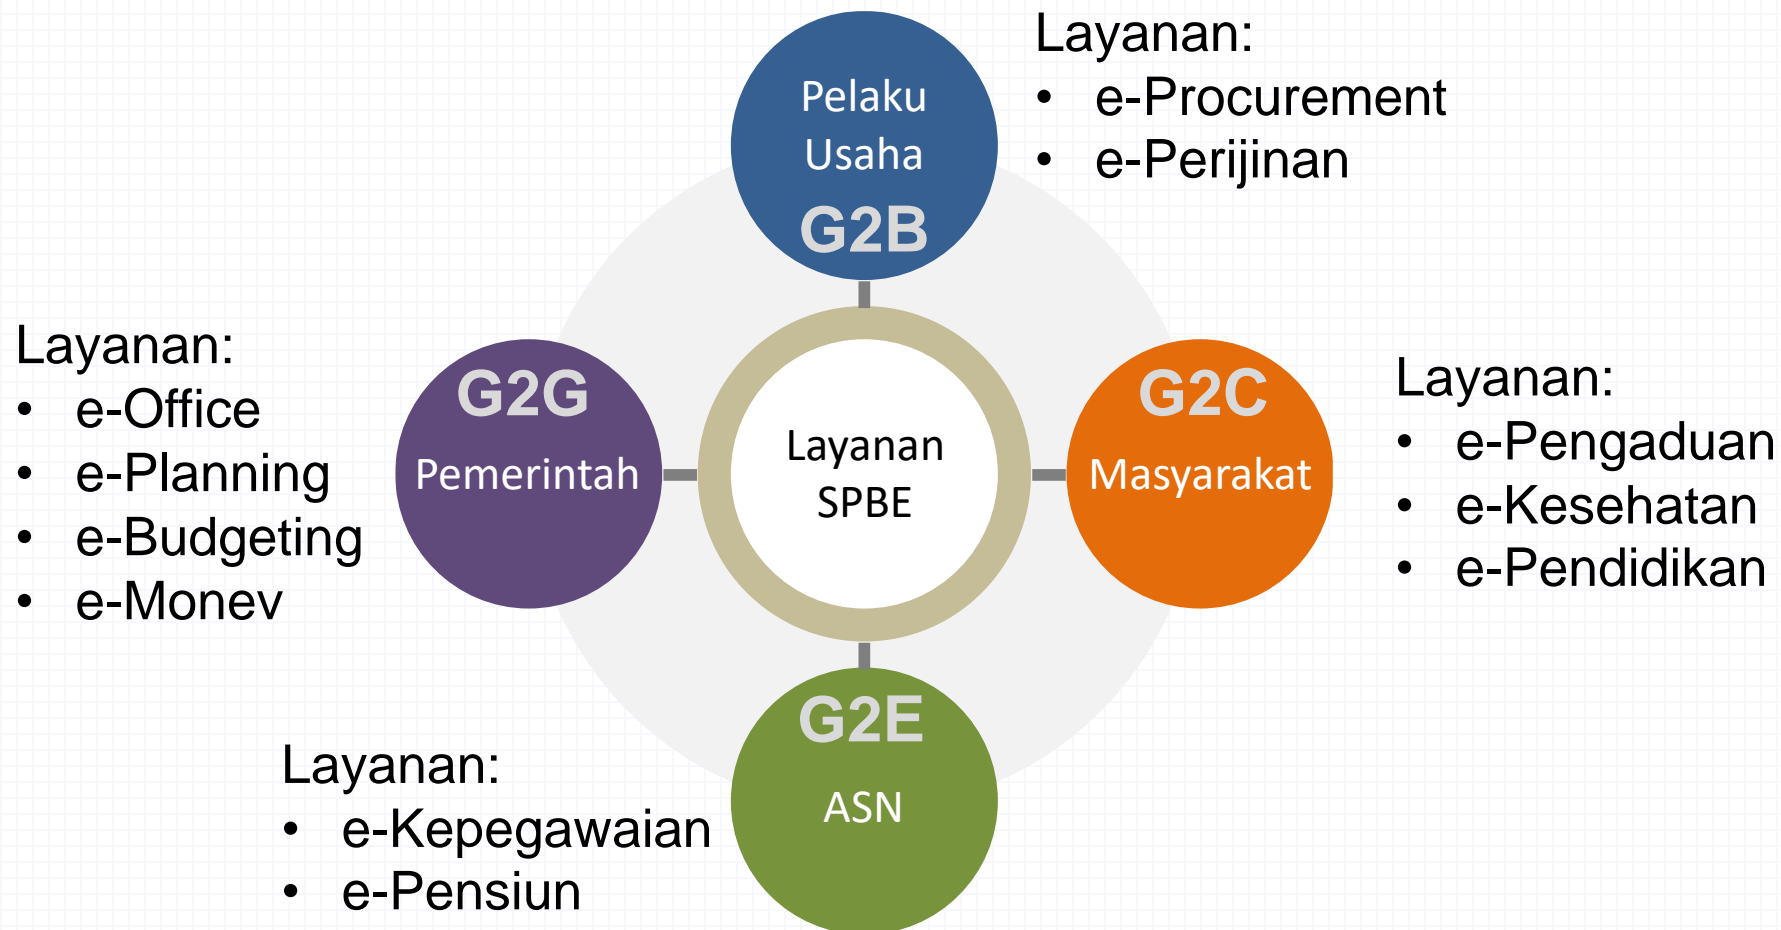 Pelaku
Usaha
G2B
Layanan:
• e-Procurement
• e-Perijinan
Layanan:
• e-Office
• e-Planning
• e-Budgeting
• e-Monev
G2G
Pemerintah
Layanan
SPBE
G2C
Masyarakat
Layanan:
• e-Pengaduan
• e-Kesehatan
• e-Pendidikan
Layanan:
• e-Kepegawaian
• e-Pensiun
G2E
ASN